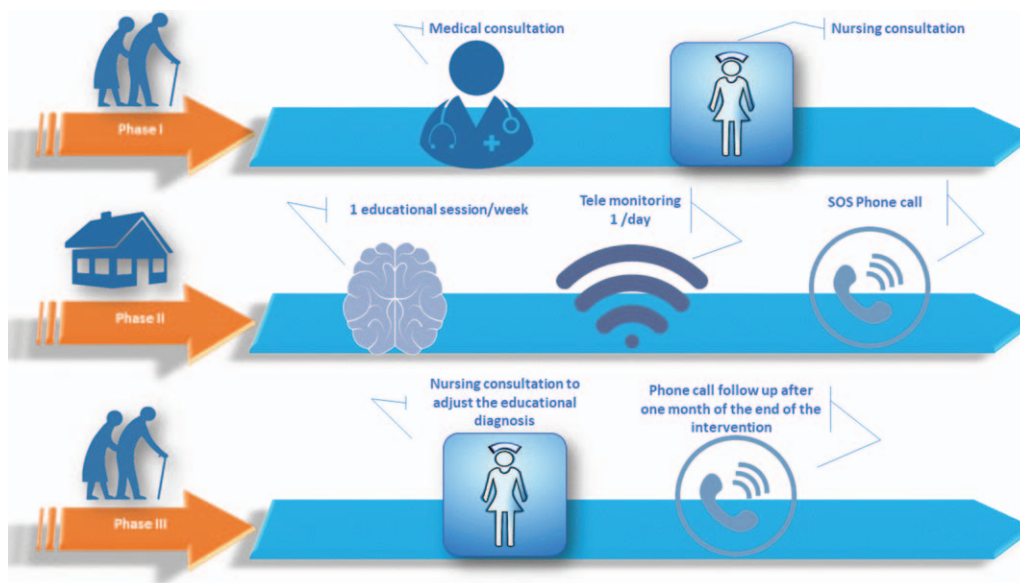 Medical consultation
Nursing consultation
Phase I
1 educational session/week
Tele monitoring
1 /day
SOS Phone call
Phase II
Nursing consultation to
adjust the educational
diagnosis
Phone call follow up after
one month of the end of the
intervention
Phase III